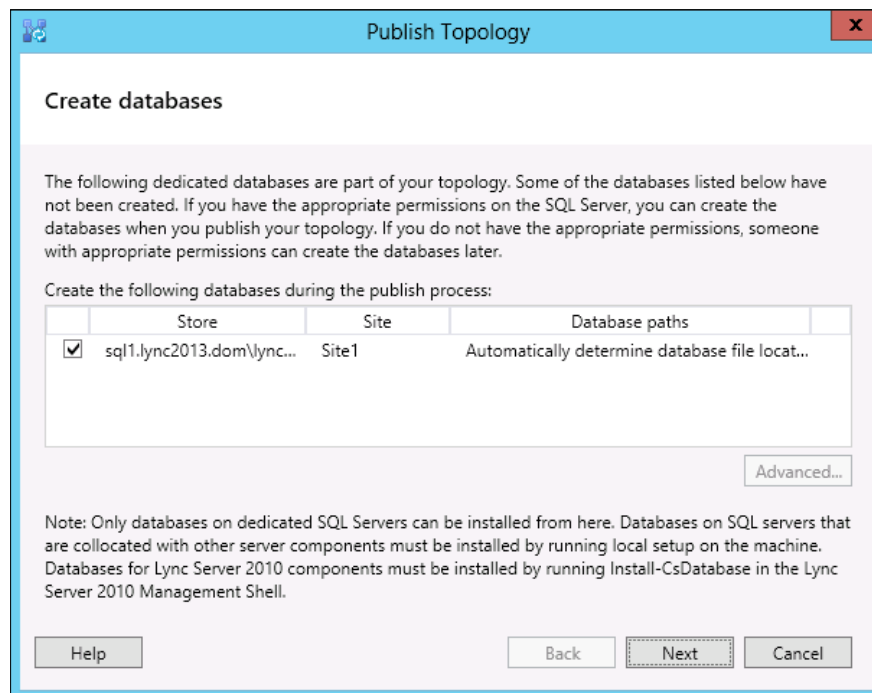 Publish Topology
x
Create databases
The following dedicated databases are part of your topology. Some of the databases listed below have
not been created. If you have the appropriate permissions on the SQL Server, you can create the
databases when you publish your topology. If you do not have the appropriate permissions, someone
with appropriate permissions can create the databases later.
Create the following databases during the publish process:
Store Site Database paths
sql1.lync2013.dom\lync... Site1 Automatically determine database file locat...
Advanced...
Note: Only databases on dedicated SQL Servers can be installed from here. Databases on SQL servers that
are collocated with other server components must be installed by running local setup on the machine.
Databases for Lync Server 2010 components must be installed by running Install-CsDatabase in the Lync
Server 2010 Management Shell.
Help Back Next Cancel